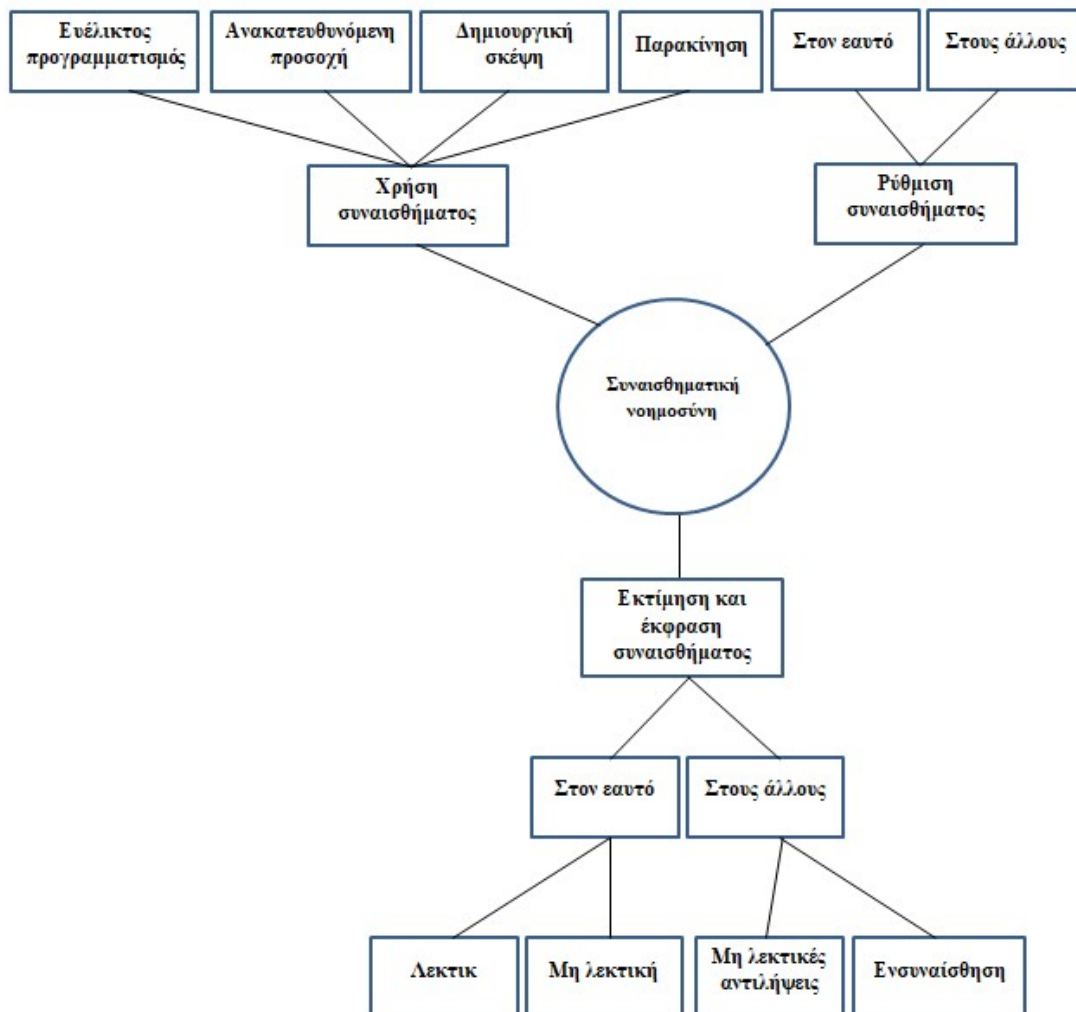 Ευέλικτος
προγραμματισμός
Ανακατευθυνόμενη
προσοχή
Δημιουργική
σκέψη
Παρακίνηση
Στον εαυτό
Στους άλλους
Χρήση
συναισθήματος
Ρύθμιση
συναισθήματος
Συναισθηματική
νοημοσύνη
Εκτίμηση και
έκφραση
συναισθήματος
Στον εαυτό
Στους άλλους
Λεκτικ
Μη λεκτική
Μη λεκτικές
αντιλήψεις
Ενσυναίσθηση